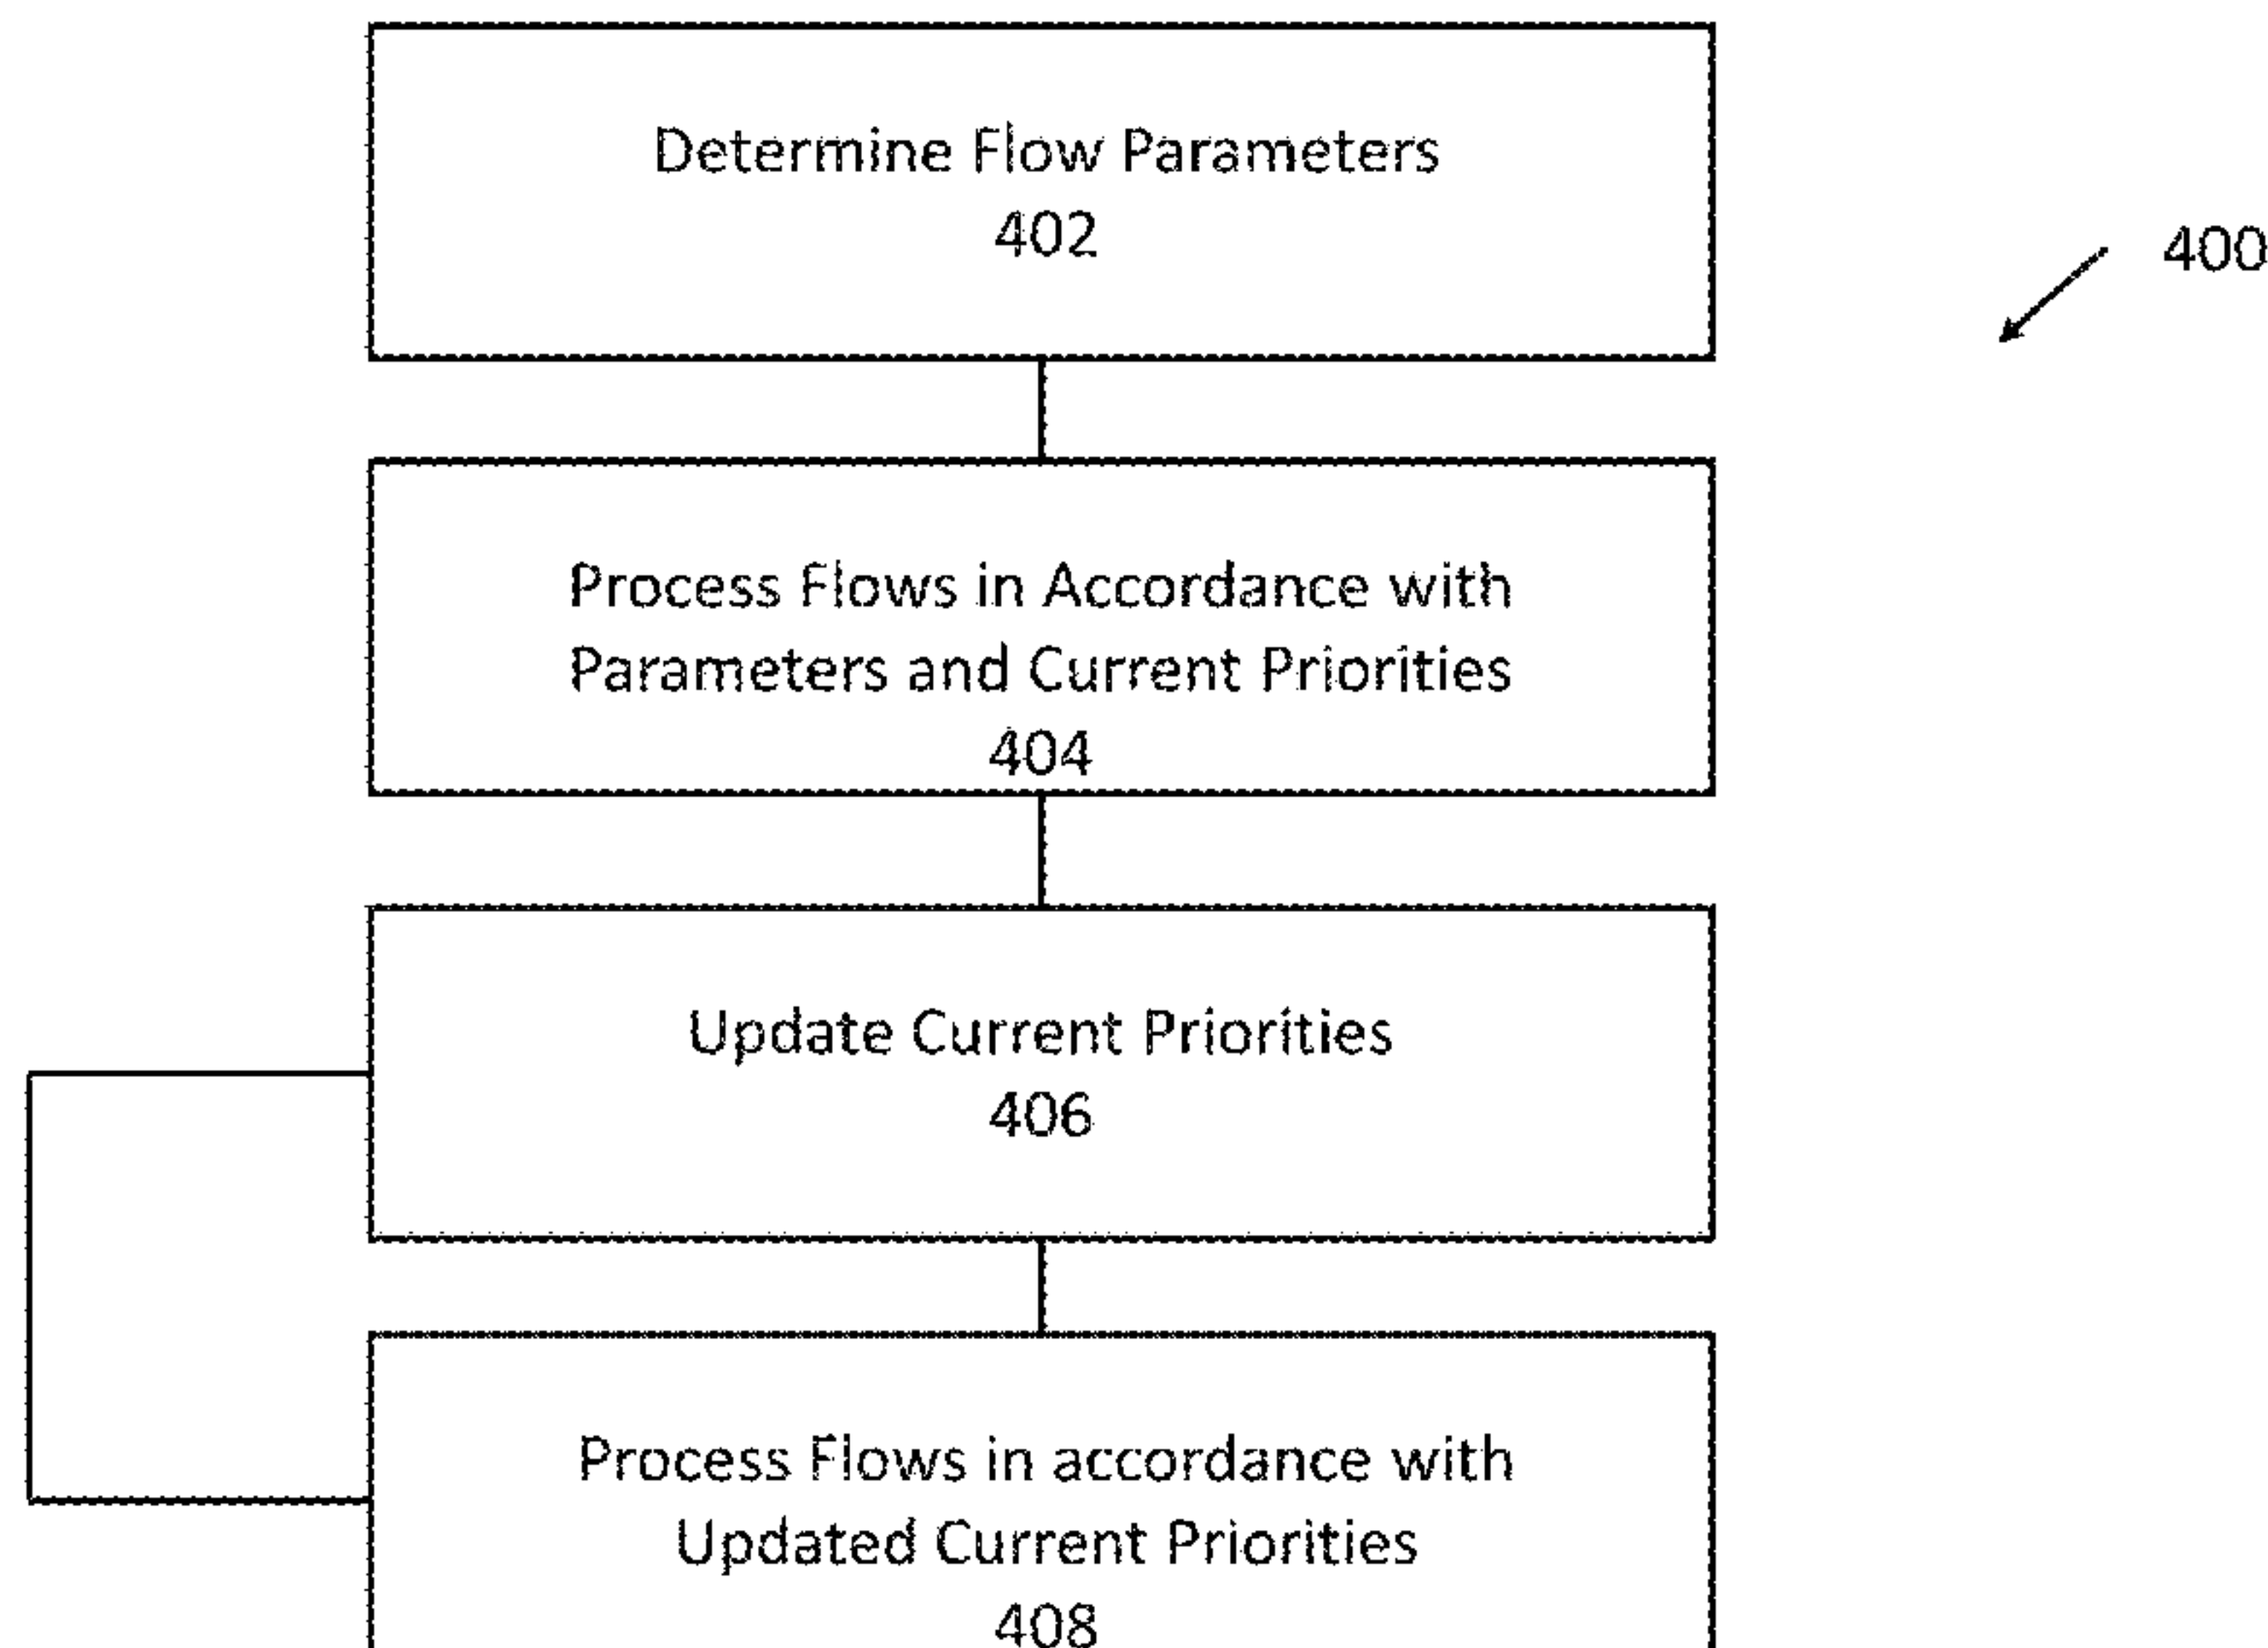 Determine Flow Parameters
402
400
Process Flows in Accordance with
Parameters and Current Priorities
404
Update Current Priorities
406
Process Flows in accordance with
Updated Current Priorities
408